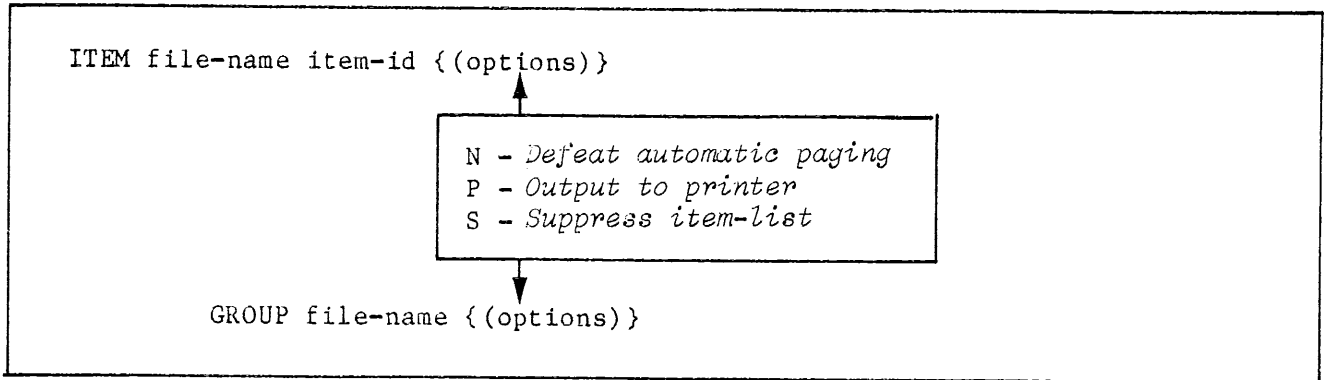 ITEM file-name item-id {(options)}
N - Defeat automatic paging
P - Output to printer
S - Suppress item-list
GROUP file-name {(options)}